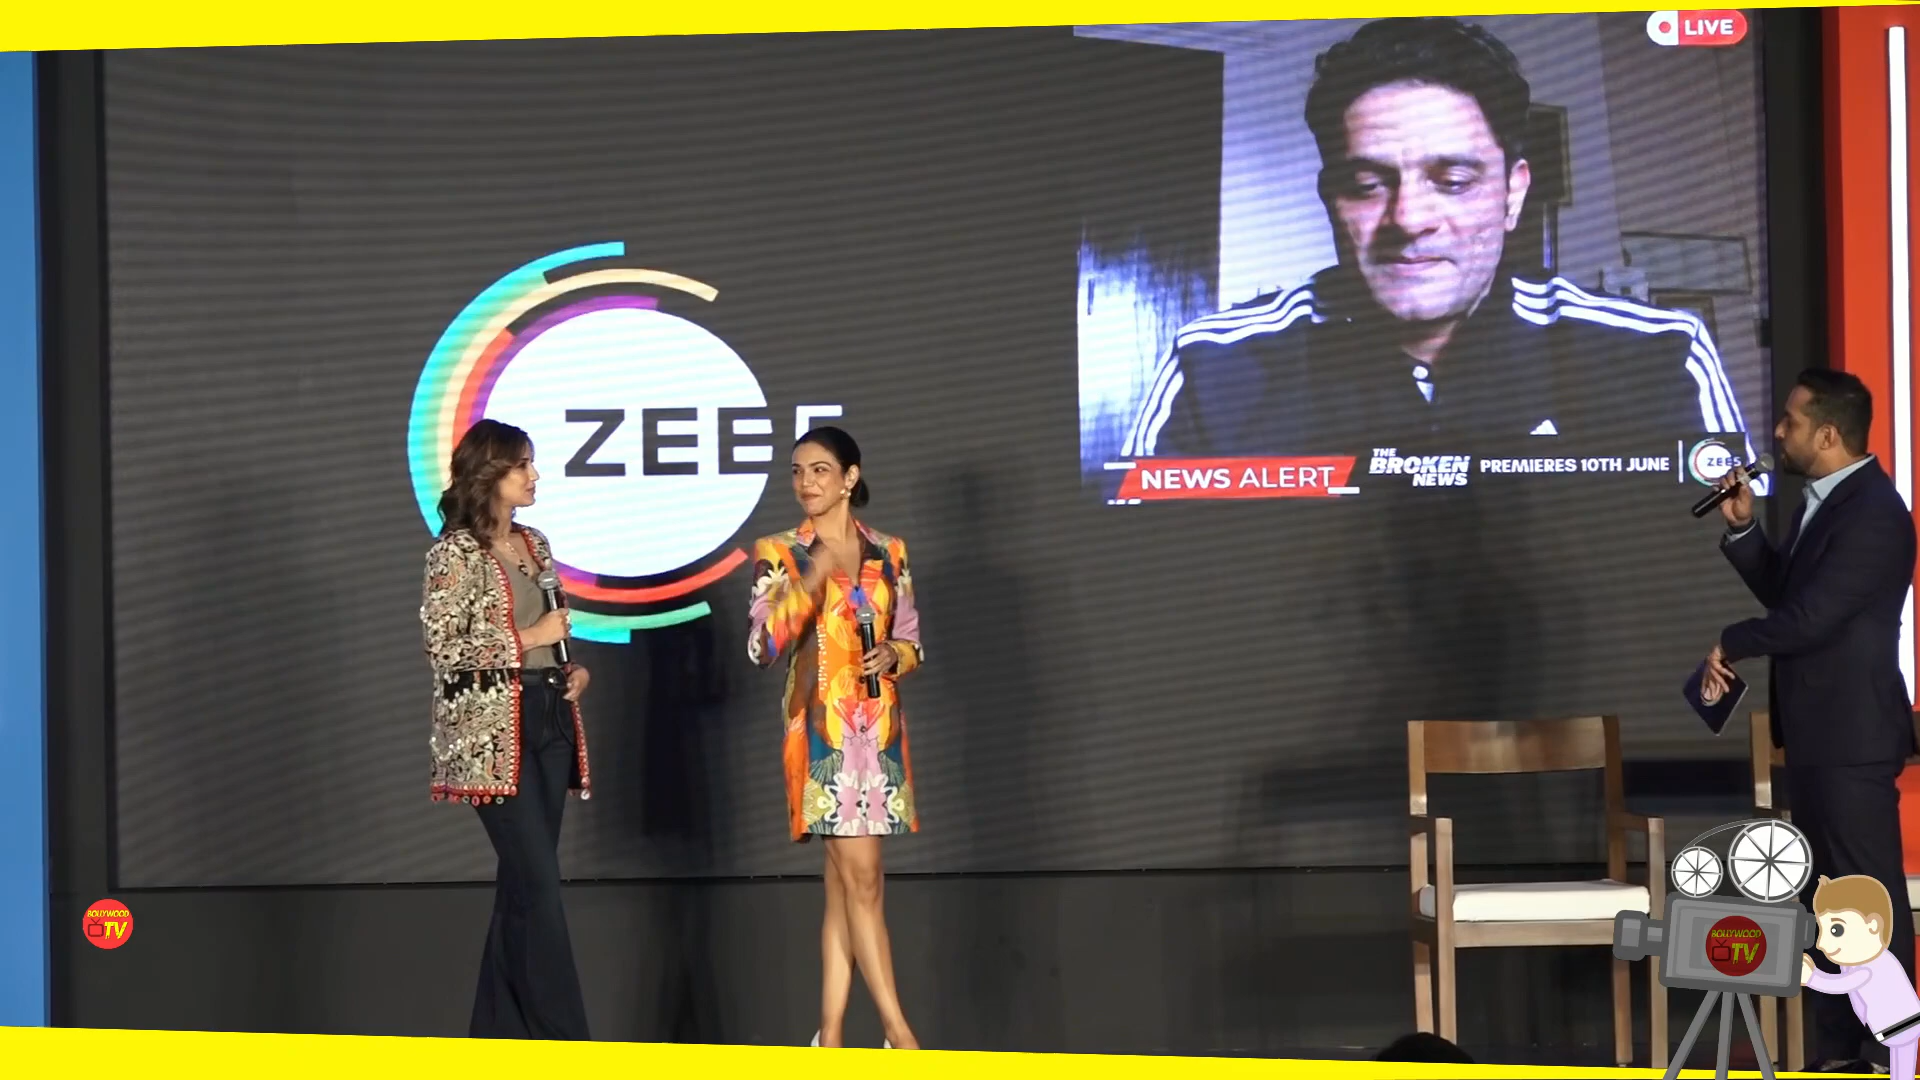 LIVE
ZEE5
NEWS ALERT
THE
BROKEN
NEWS
PREMIERES 10TH JUNE
ZEE5
BOLLYWOOD
TV
BOLLYWOOD
TV